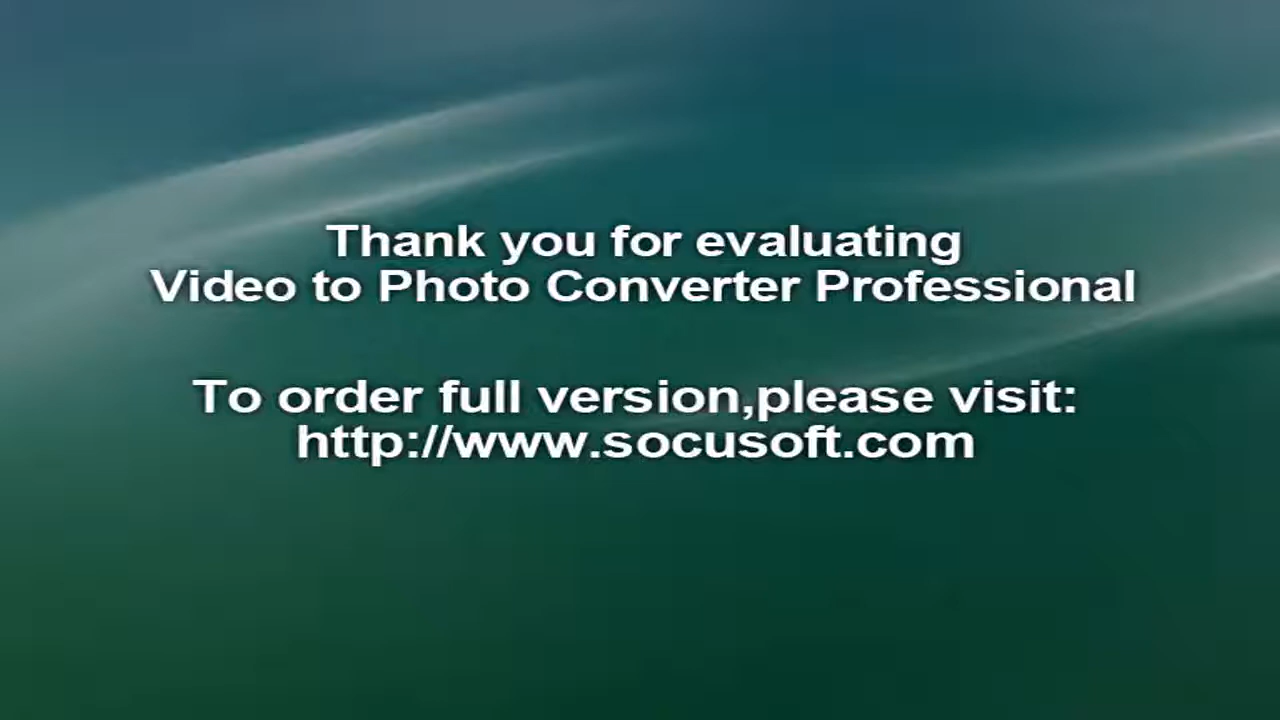 Thank you for evaluating
Video to Photo Converter Professional
To order full version,please visit:
http://www.socusoft.com